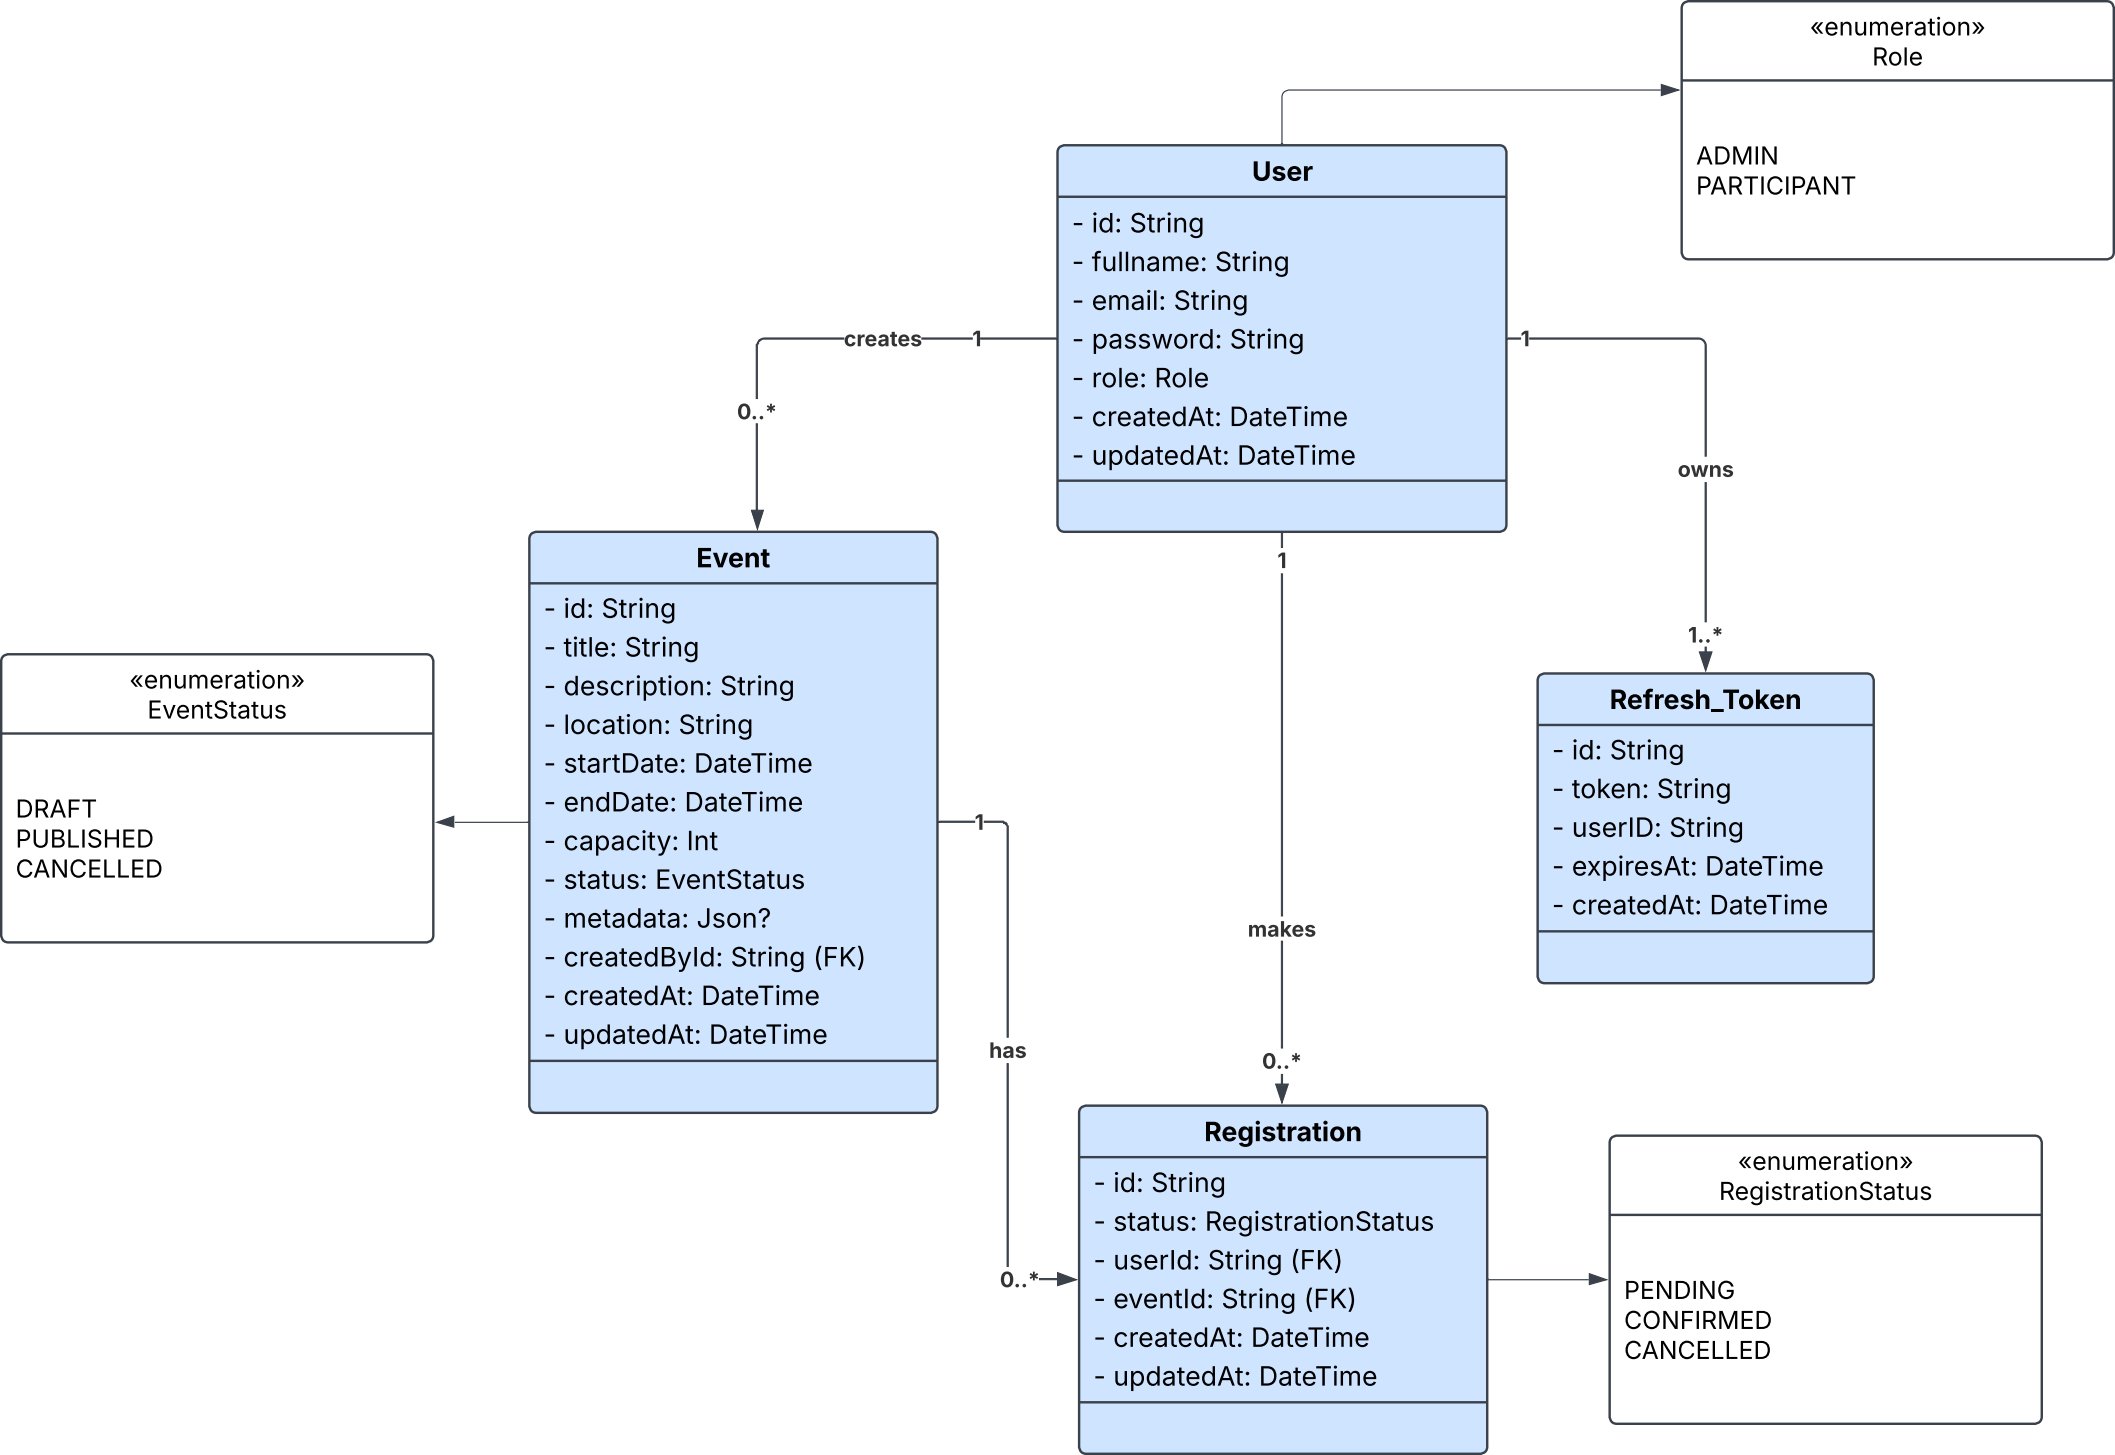 «enumeration»
Role
ADMIN
PARTICIPANT
User
- id: String
- fullname: String
- email: String
- password: String
- role: Role
- createdAt: DateTime
- updatedAt: DateTime
creates
1
0..*
1
owns
1..*
1
makes
0..*
Event
- id: String
- title: String
- description: String
- location: String
- startDate: DateTime
- endDate: DateTime
- capacity: Int
- status: EventStatus
- metadata: Json?
- createdById: String (FK)
- createdAt: DateTime
- updatedAt: DateTime
«enumeration»
EventStatus
DRAFT
PUBLISHED
CANCELLED
1
has
0..*
Refresh_Token
- id: String
- token: String
- userID: String
- expiresAt: DateTime
- createdAt: DateTime
Registration
- id: String
- status: RegistrationStatus
- userId: String (FK)
- eventId: String (FK)
- createdAt: DateTime
- updatedAt: DateTime
«enumeration»
RegistrationStatus
PENDING
CONFIRMED
CANCELLED